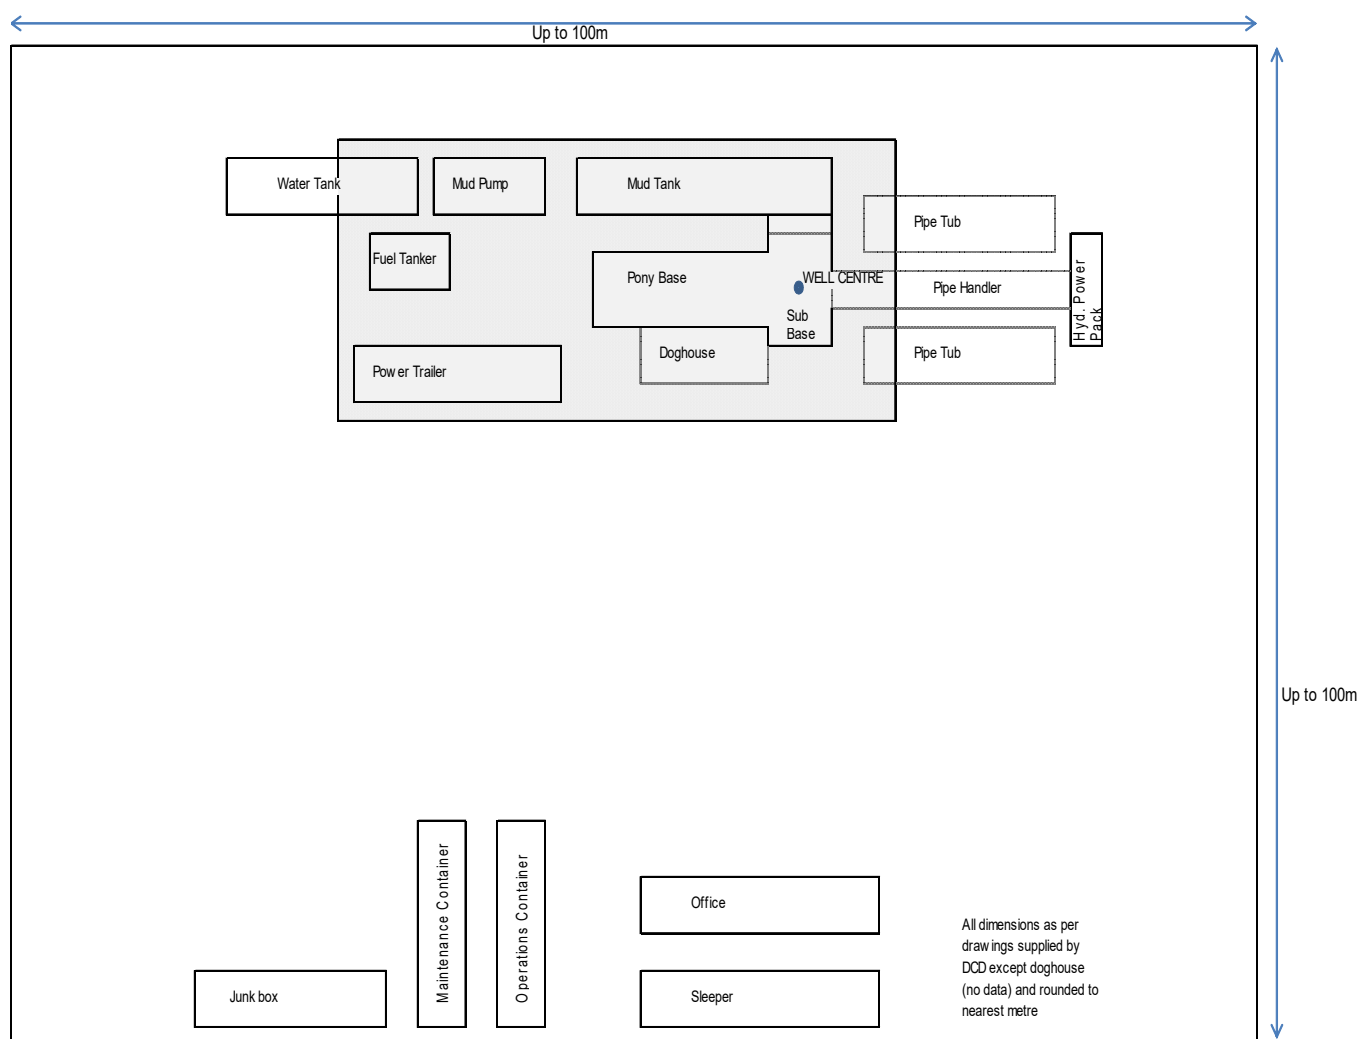 Up to 100m
Water Tank
Mud Pump
Mud Tank
Pipe Tub
Fuel Tanker
Pony Base
WELL CENTRE
Pipe Handler
Hyd. Power
Pack
Sub
Base
Doghouse
Pipe Tub
Power Trailer
Up to 100m
Maintenance Container
Operations Container
Office
Junk box
Sleeper
All dimensions as per
drawings supplied by
DCD except doghouse
(no data) and rounded to
nearest metre